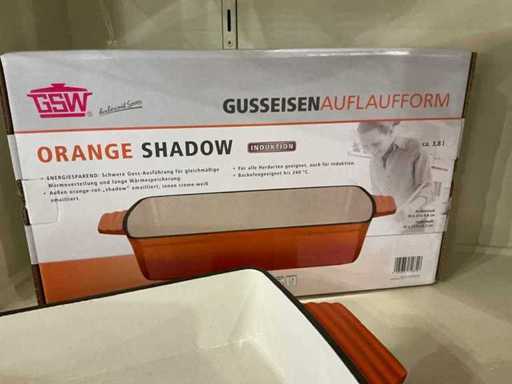 GSW
®
GUSSEISENAUFLAUFFORM
ORANGE SHADOW
INDUKTION
ca. 3,8 l
• ENERGIESPAREND: Schwere Guss-Ausführung für gleichmäßige
Wärmeverteilung und lange Wärmespeicherung
• Außen orange-rot-„shadow“ emailliert, innen creme-weiß
emailliert
• Für alle Herdarten geeignet, auch für Induktion
• Backofengeeignet bis 240 °C.